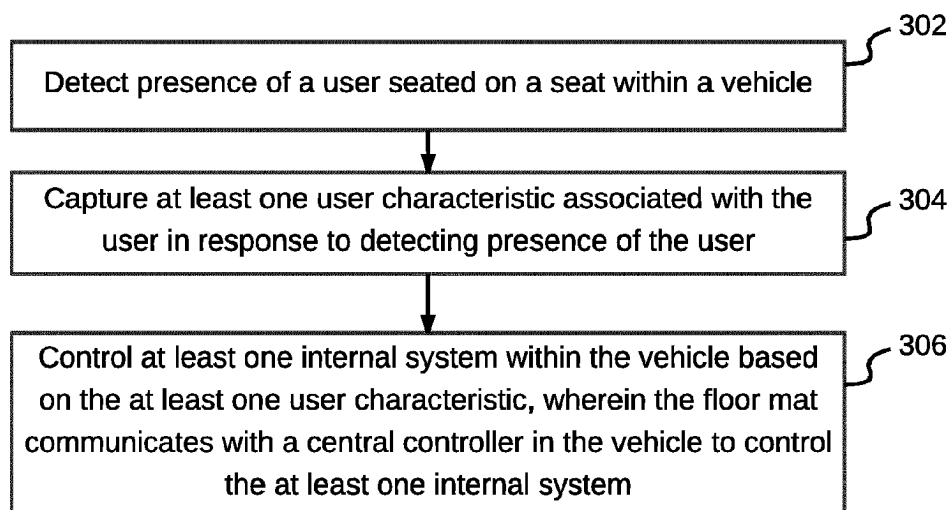 302
Detect presence of a user seated on a seat within a vehicle
Capture at least one user characteristic associated with the
user in response to detecting presence of the user
304
Control at least one internal system within the vehicle based
on the at least one user characteristic, wherein the floor mat
communicates with a central controller in the vehicle to control
the at least one internal system
306